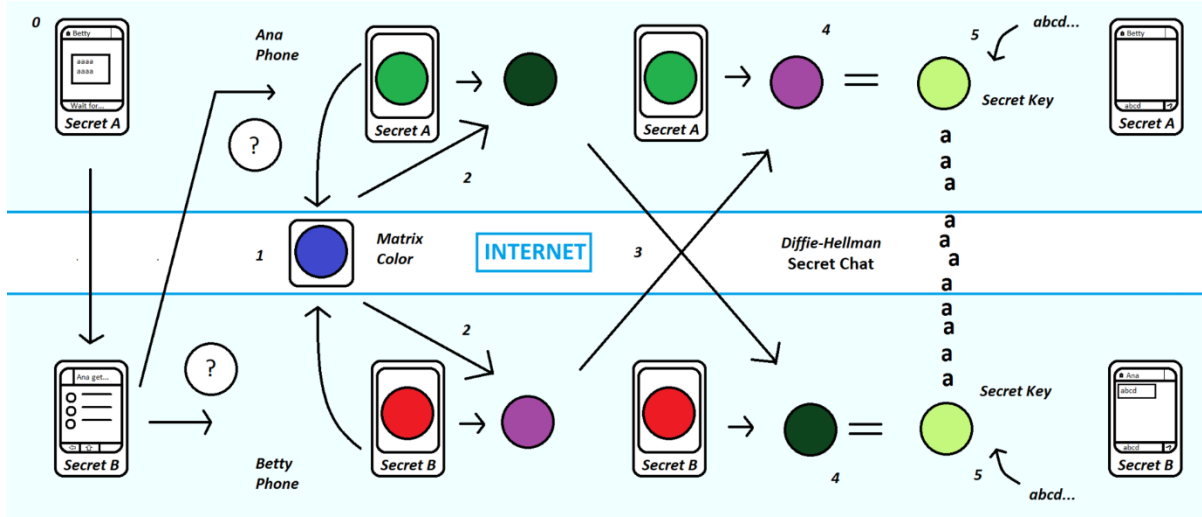 0
Betty
aaaa
aaaa
Wait for...
Secret A
Ana
Phone
?
Secret A
2
Secret A
4
5
abcd...
Secret Key
Betty
abcd
Secret A
a
a
a
a
a
a
a
a
a
a
1
Matrix
Color
INTERNET
3
Diffie-Hellman
Secret Chat
Ana get...
Secret B
?
Betty
Phone
2
Secret B
Secret B
4
Secret Key
5
abcd...
Ana
abcd
abcd
Secret B